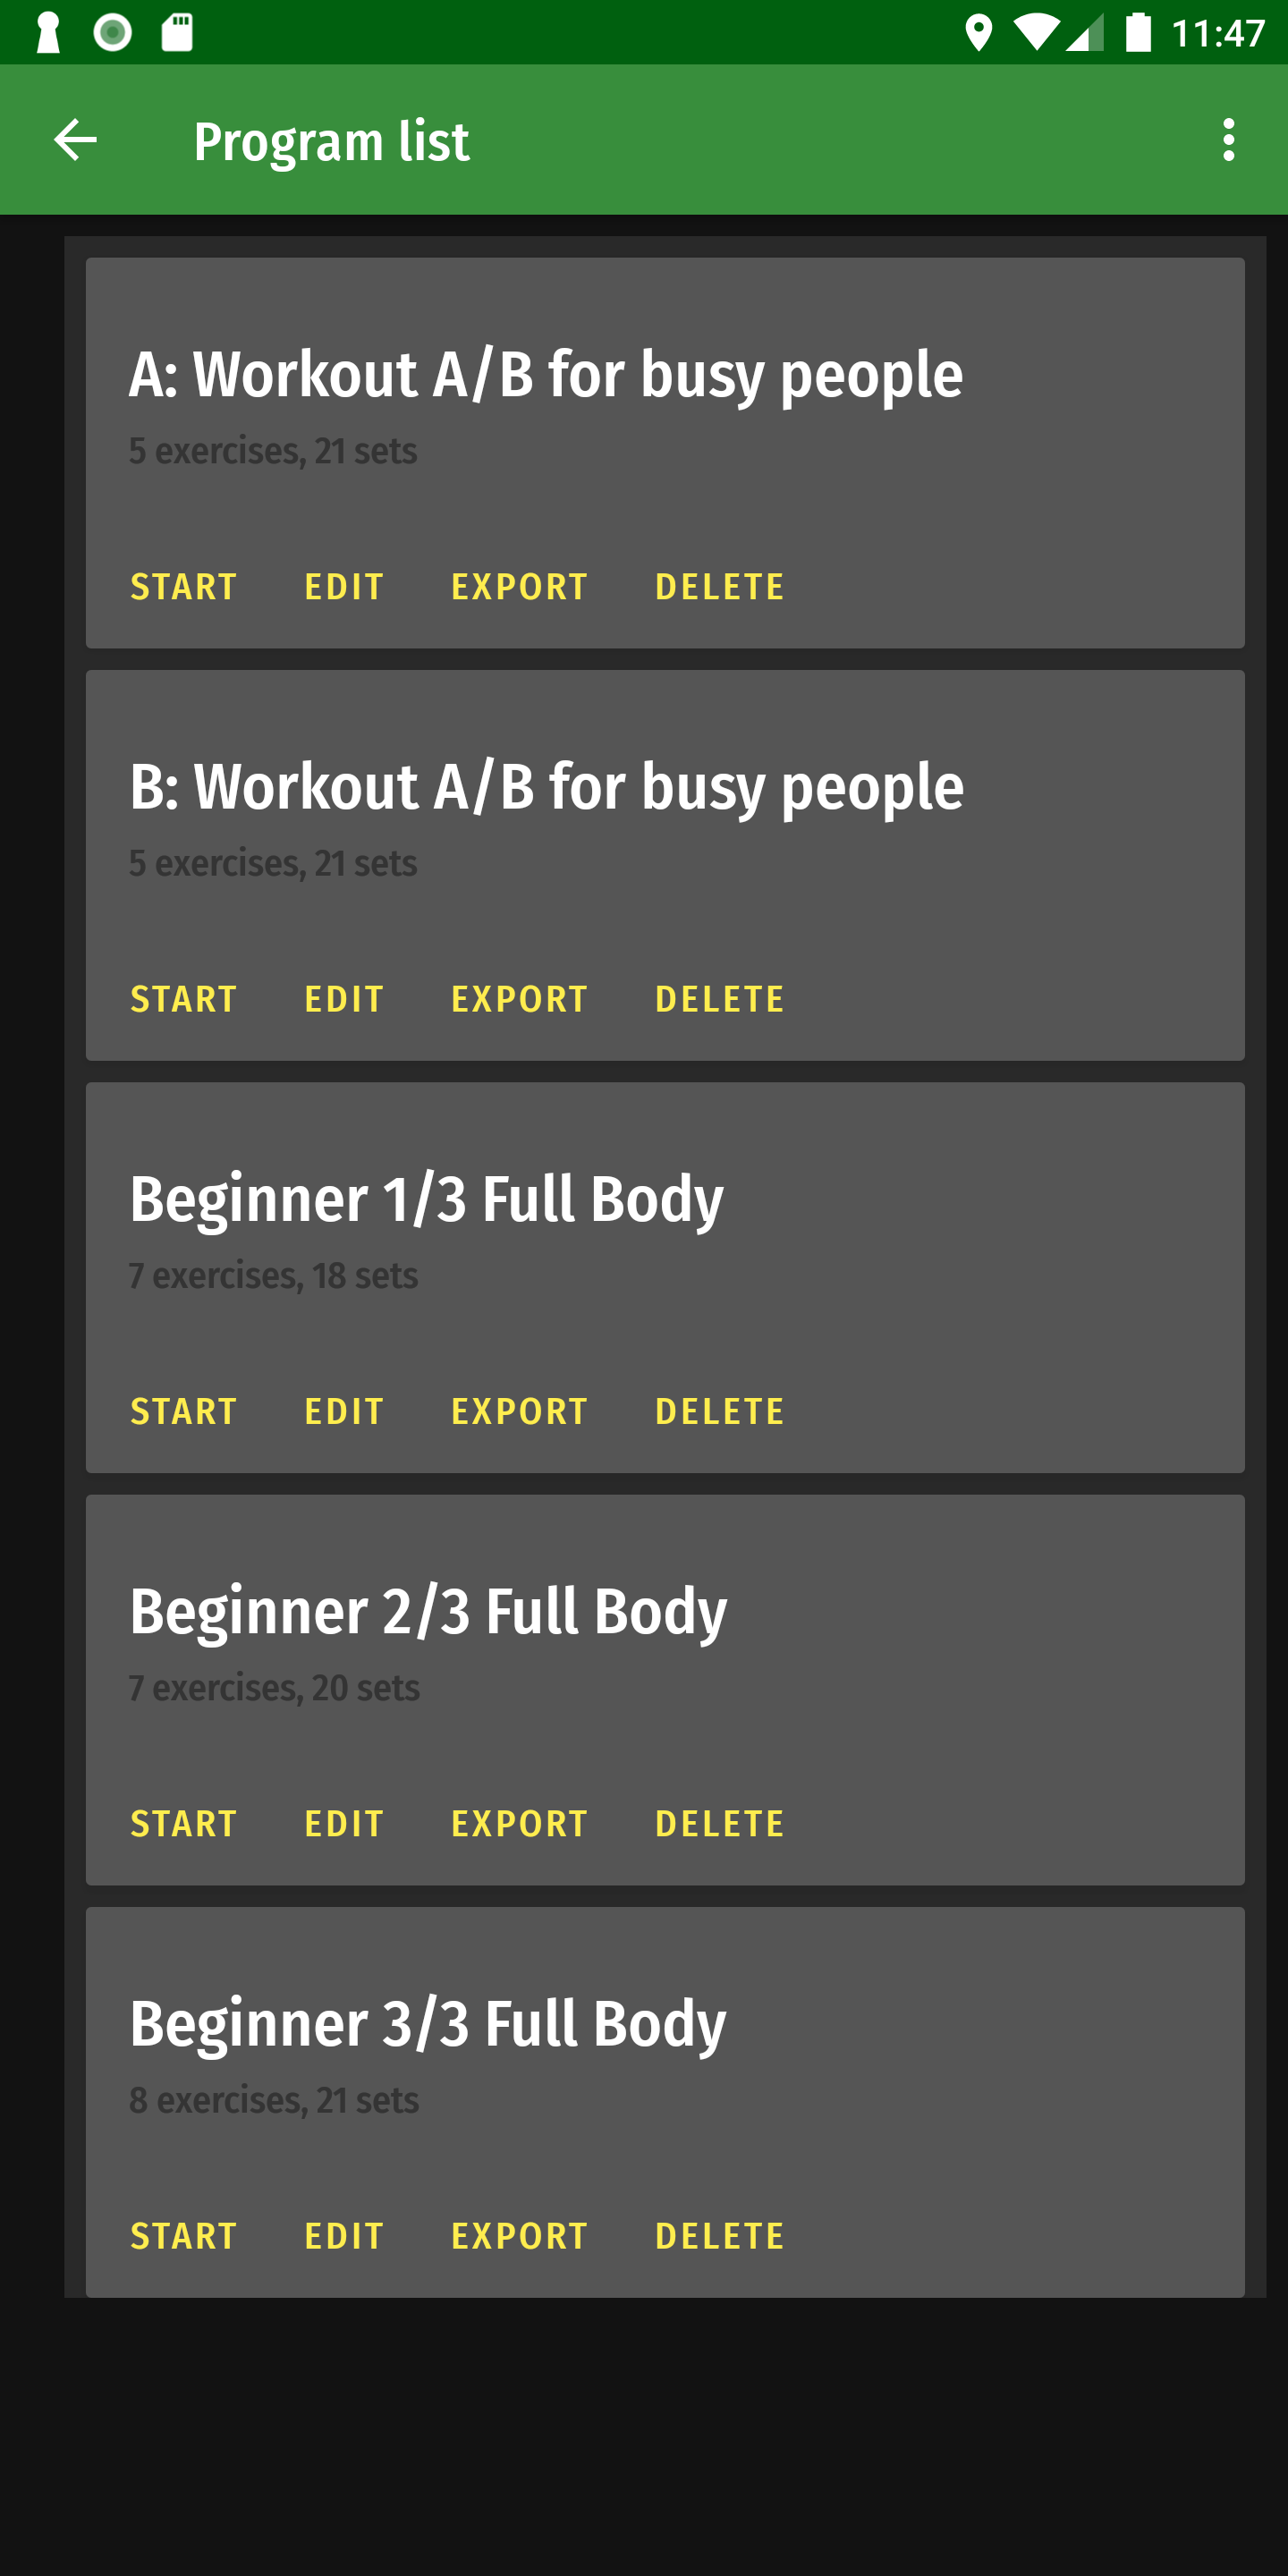 11:47
Program list
A: Workout A/B for busy people
5 exercises, 21 sets
START EDIT EXPORT DELETE
B: Workout A/B for busy people
5 exercises, 21 sets
START EDIT EXPORT DELETE
Beginner 1/3 Full Body
7 exercises, 18 sets
START EDIT EXPORT DELETE
Beginner 2/3 Full Body
7 exercises, 20 sets
START EDIT EXPORT DELETE
Beginner 3/3 Full Body
8 exercises, 21 sets
START EDIT EXPORT DELETE